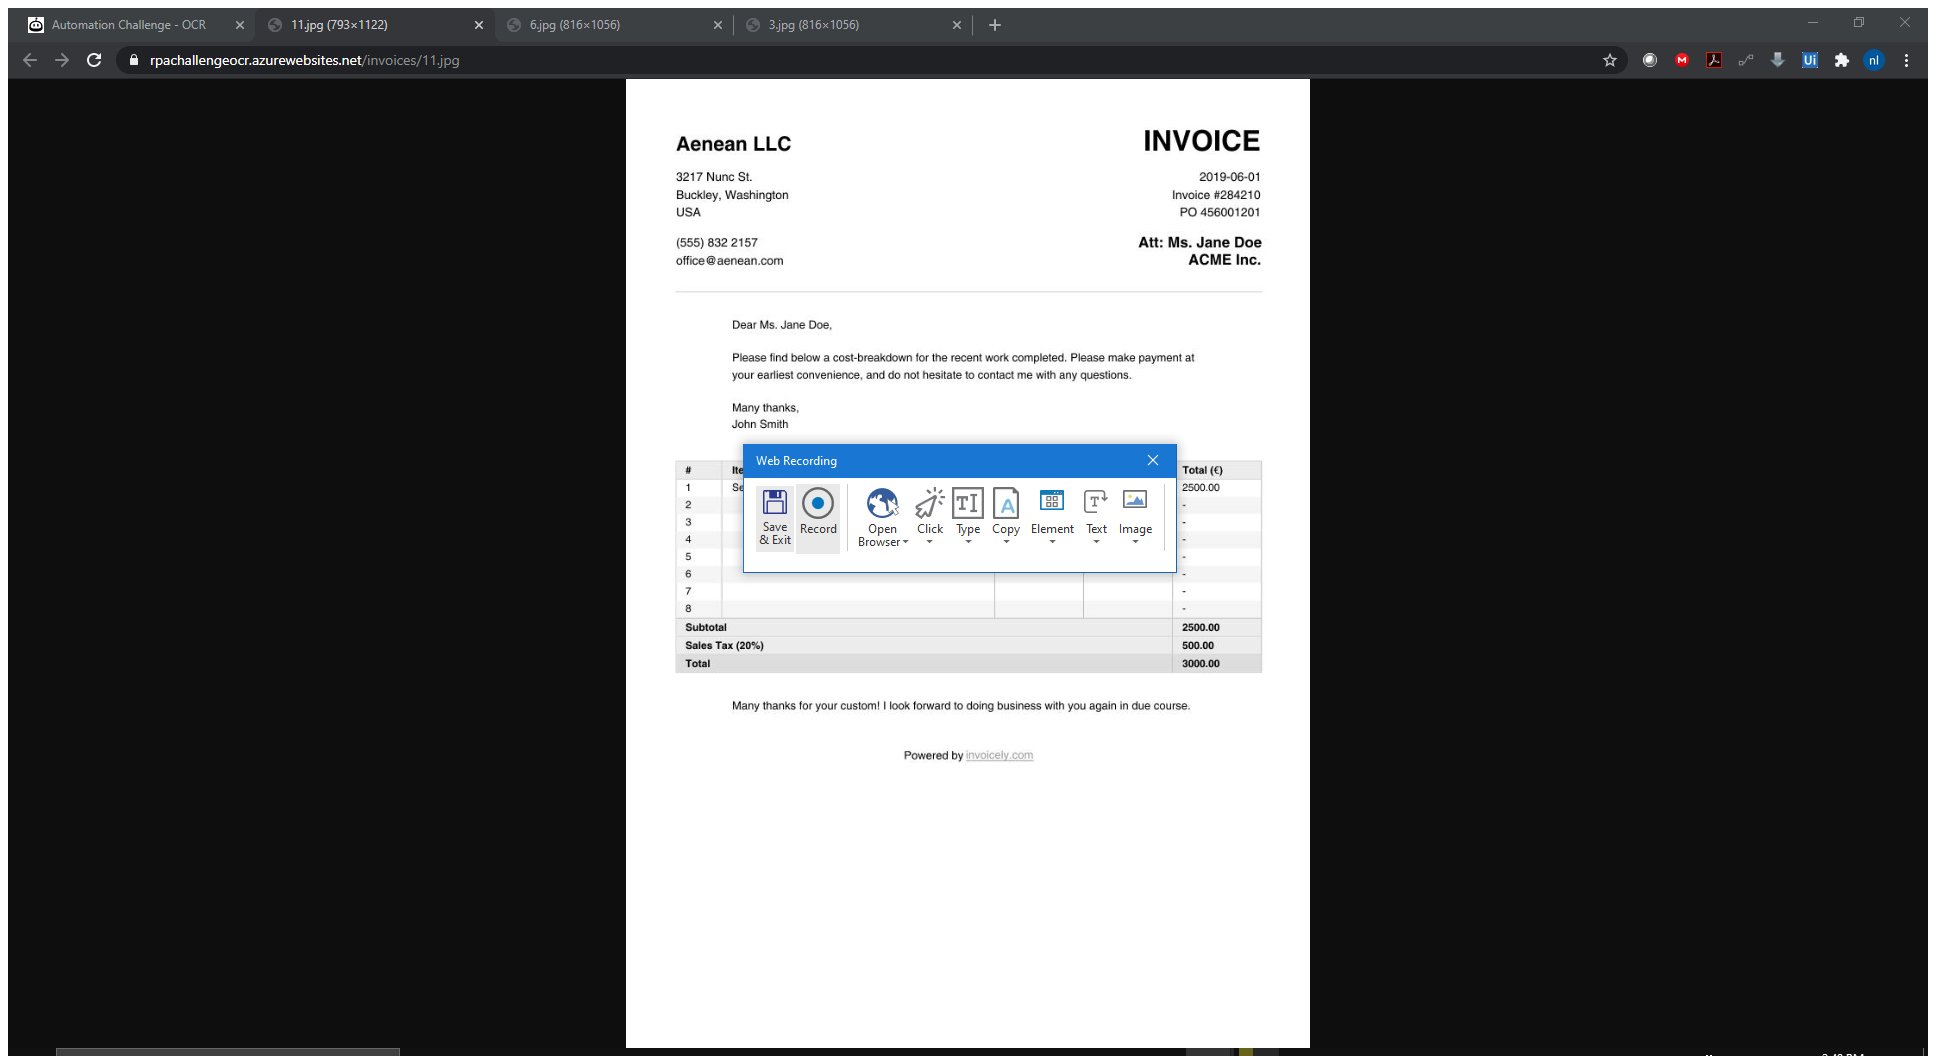 Automation Challenge - OCR
11.jpg (793×1122)
6.jpg (816×1056)
3.jpg (816×1056)
rpachallengeocr.azurewebsites.net/invoices/11.jpg
M
Ui
nl
Aenean LLC
INVOICE
3217 Nunc St.
2019-06-01
Buckley, Washington
Invoice #284210
USA
PO 456001201
(555) 832 2157
Att: Ms. Jane Doe
office@aenean.com
ACME Inc.
Dear Ms. Jane Doe,
Please find below a cost-breakdown for the recent work completed. Please make payment at
your earliest convenience, and do not hesitate to contact me with any questions.
Many thanks,
John Smith
Web Recording
Save
& Exit
Record
Open
Browser
Click
Type
Copy
Element
Text
Image
# Total (€)
1 2500.00
2 -
3 -
4 -
5 -
6 -
7 -
8 -
Subtotal 2500.00
Sales Tax (20%) 500.00
Total 3000.00
Many thanks for your custom! I look forward to doing business with you again in due course.
Powered by invoicely.com